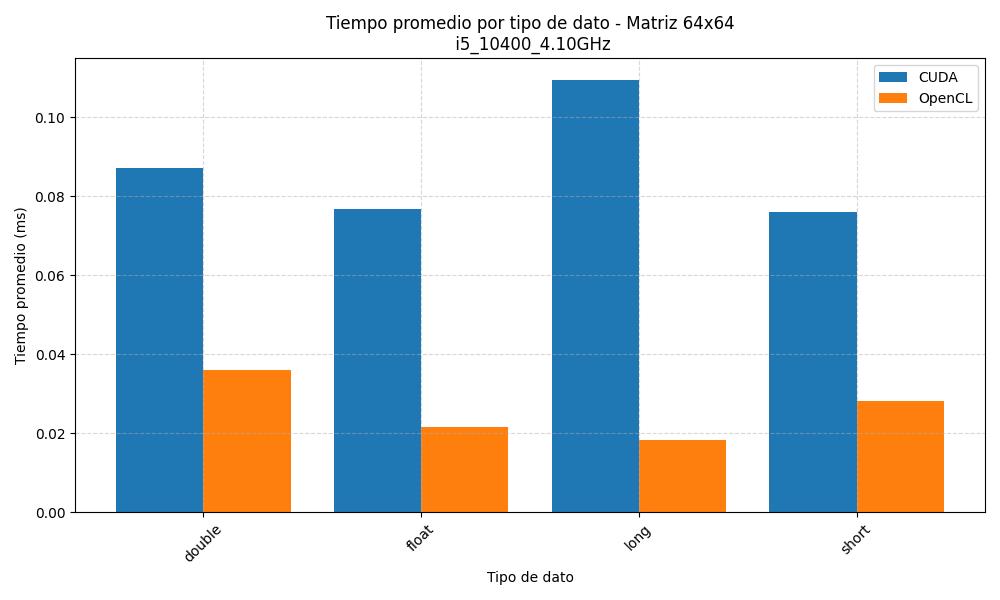 Tiempo promedio por tipo de dato - Matriz 64x64
i5_10400_4.10GHz
CUDA
OpenCL
Tiempo promedio (ms)
0.10
0.08
0.06
0.04
0.02
0.00
double
float
long
short
Tipo de dato